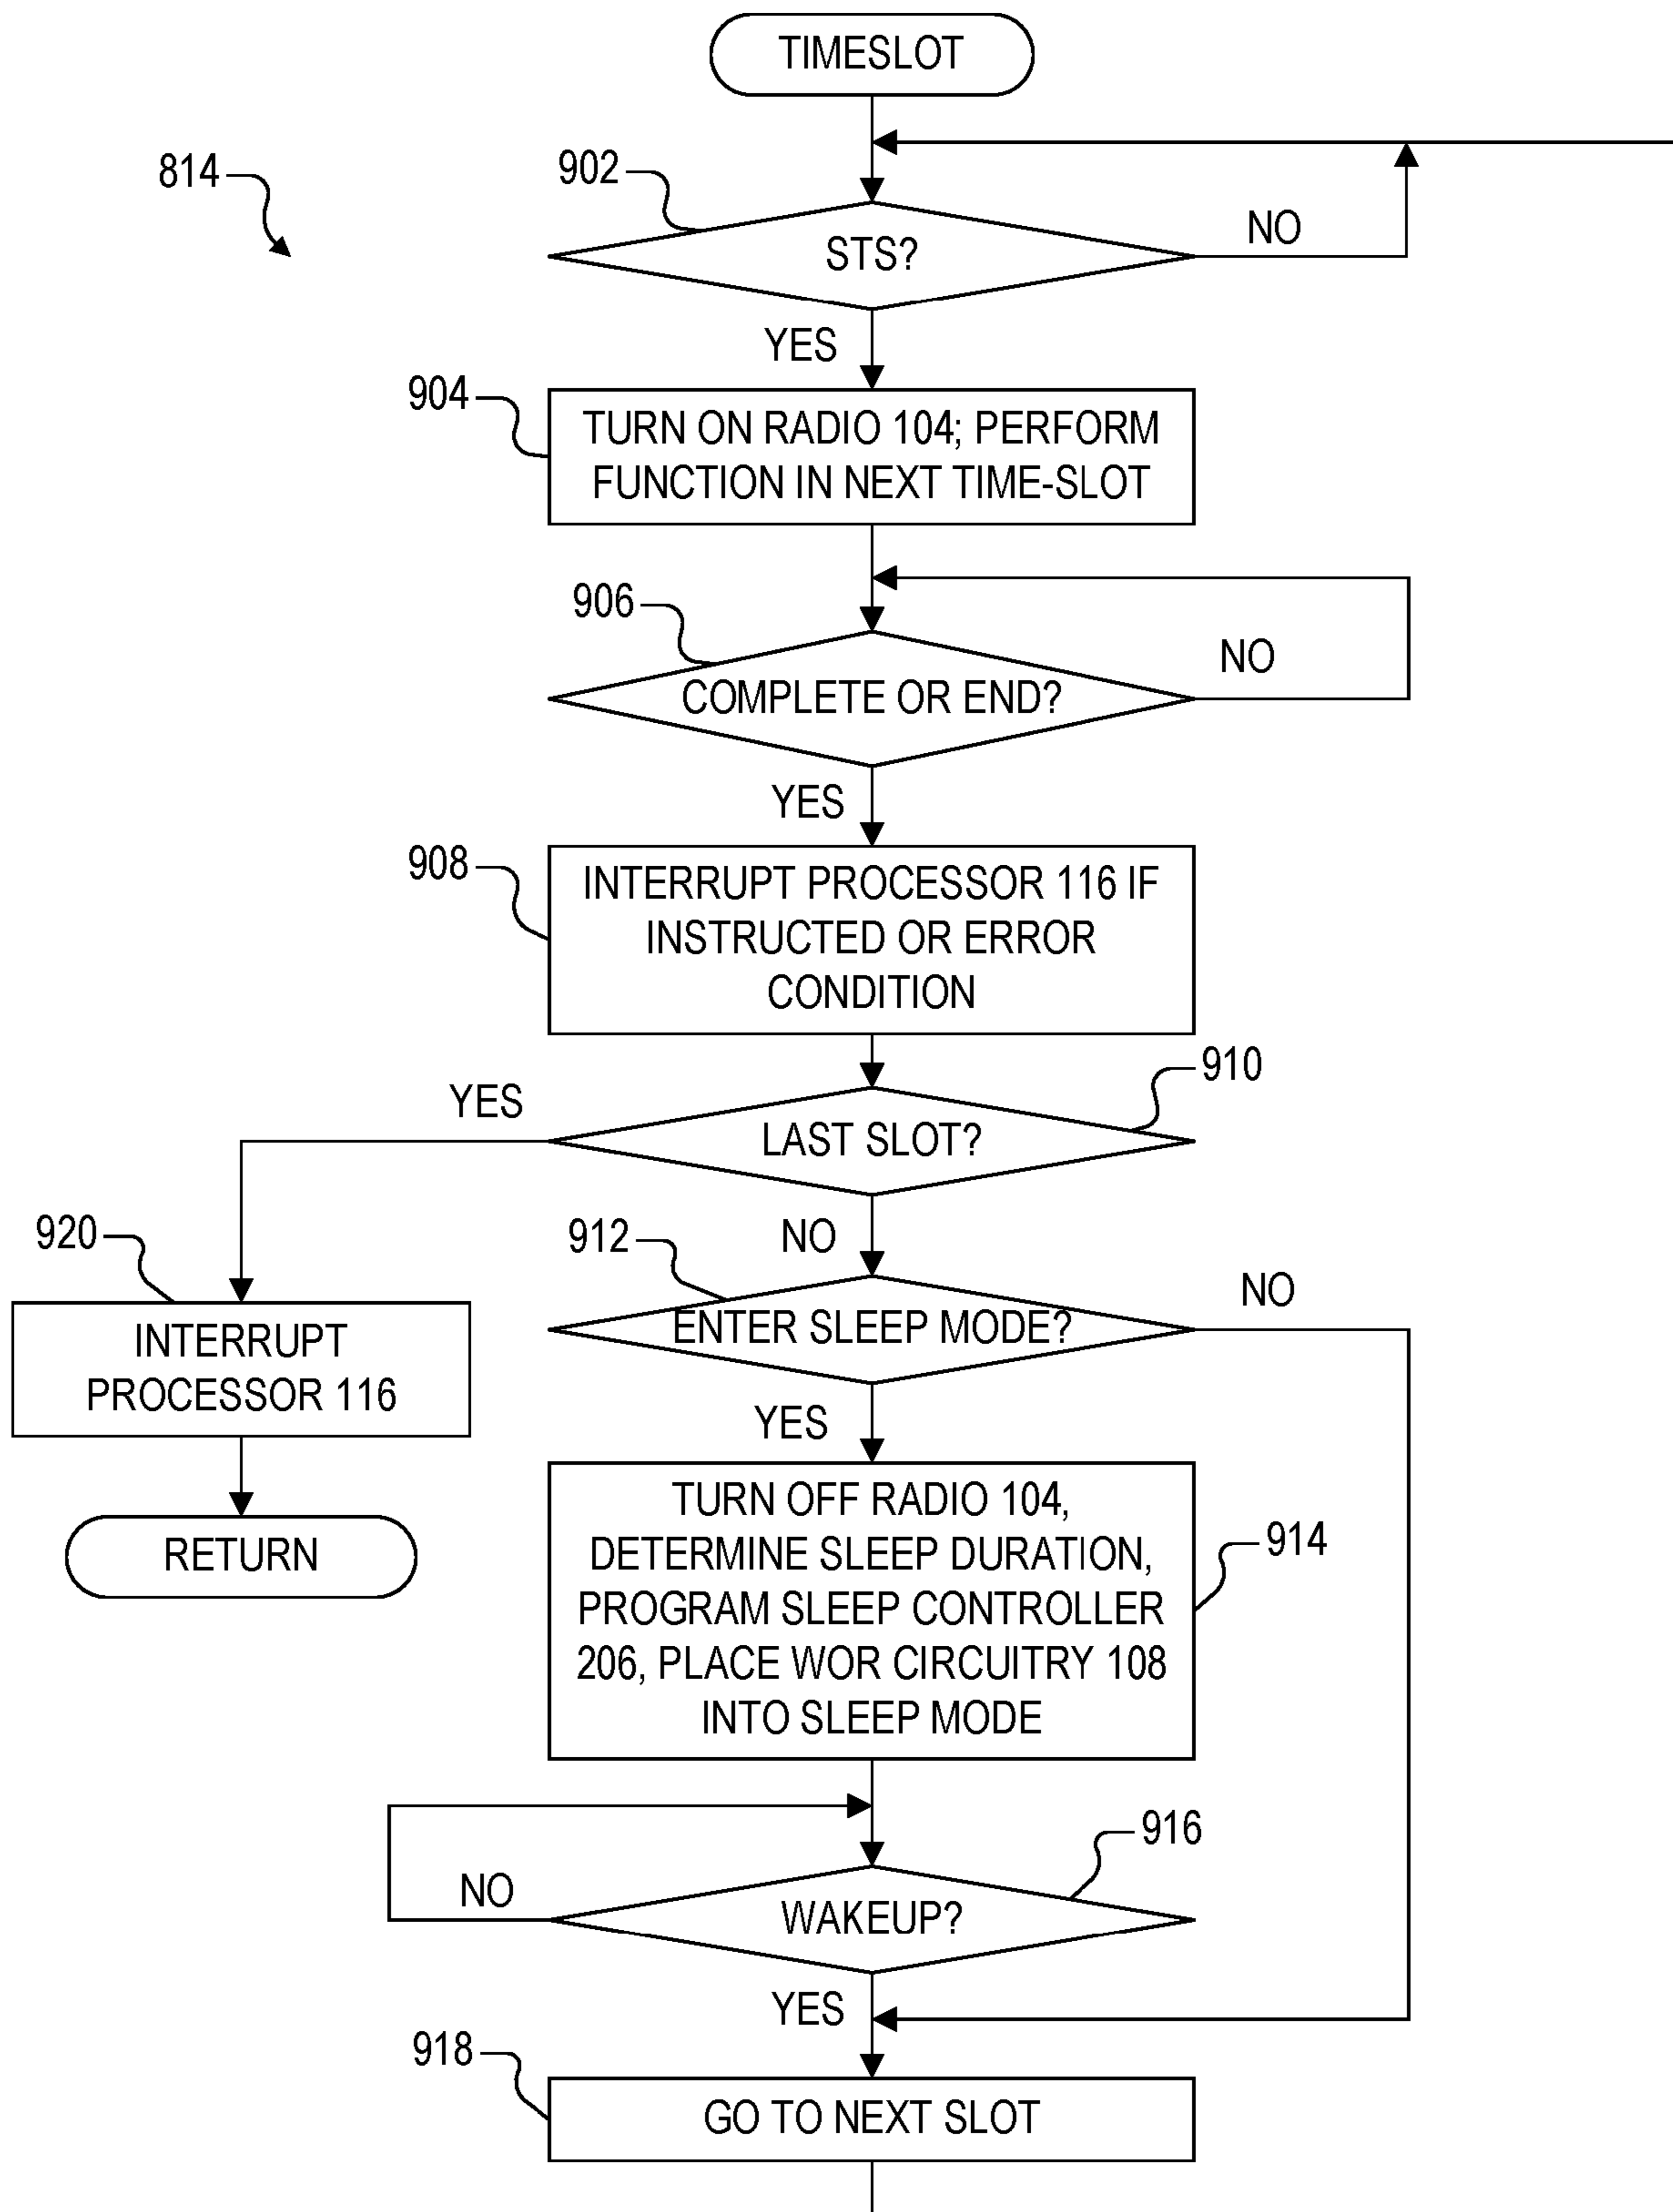 TIMESLOT
814
902
STS?
NO
YES
904
TURN ON RADIO 104; PERFORM
FUNCTION IN NEXT TIME-SLOT
906
COMPLETE OR END?
NO
YES
908
INTERRUPT PROCESSOR 116 IF
INSTRUCTED OR ERROR
CONDITION
910
YES
LAST SLOT?
920
912
NO
NO
ENTER SLEEP MODE?
INTERRUPT
PROCESSOR 116
YES
RETURN
TURN OFF RADIO 104,
DETERMINE SLEEP DURATION,
PROGRAM SLEEP CONTROLLER
206, PLACE WOR CIRCUITRY 108
INTO SLEEP MODE
914
916
NO
WAKEUP?
YES
918
GO TO NEXT SLOT